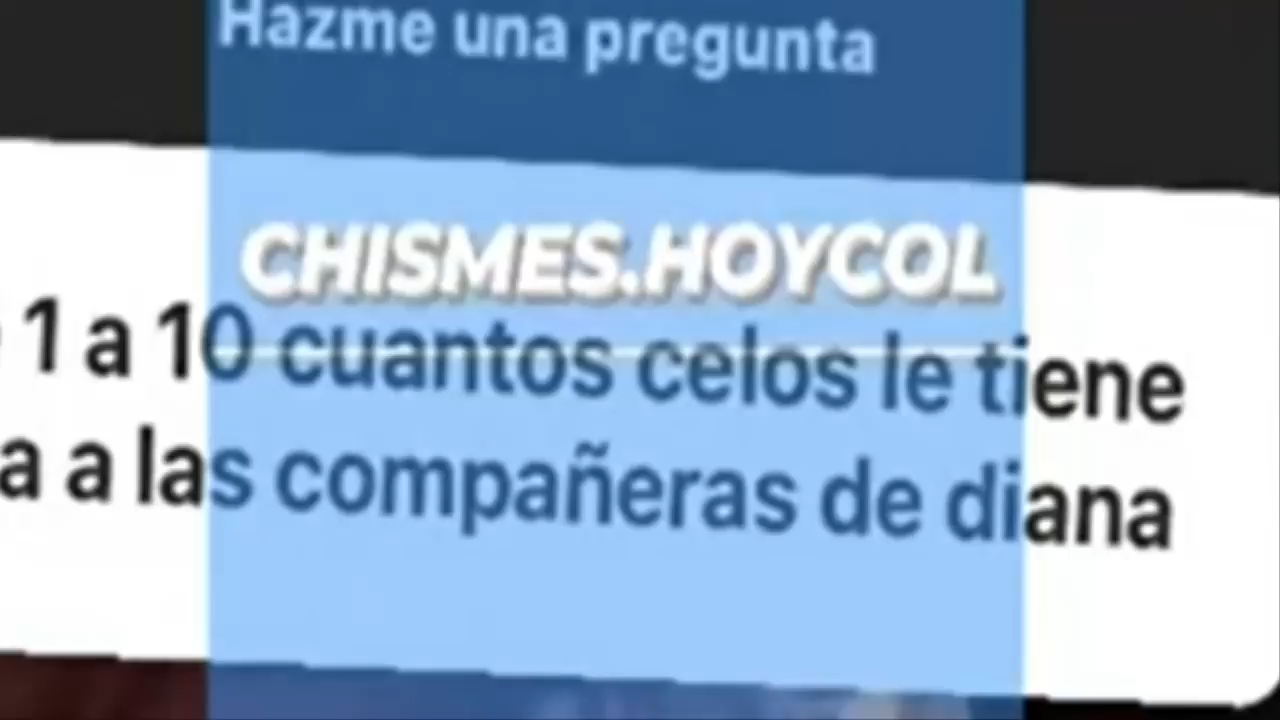 Hazme una pregunta
CHISMES.HOYCOL
1 a 10 cuantos celos le tiene
a a las compañeras de diana